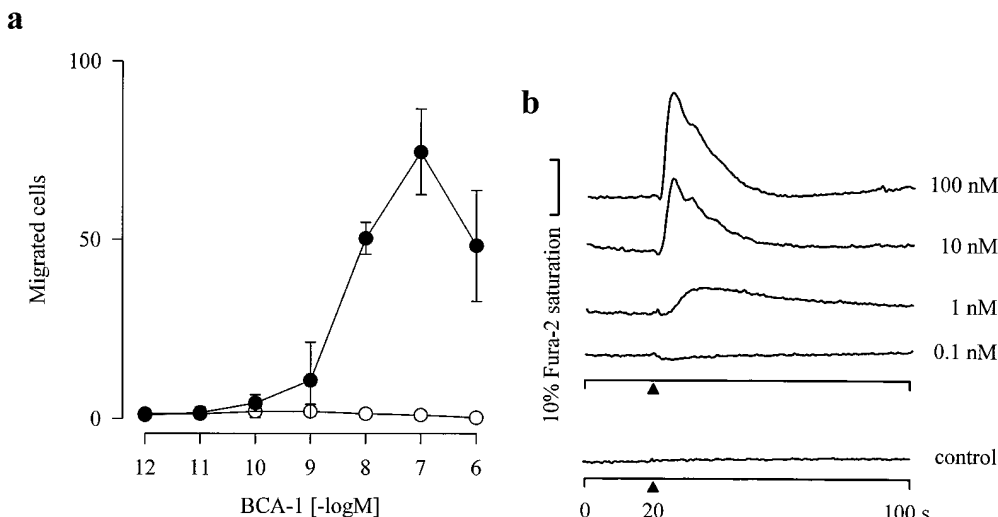 a
100
50
0
Migrated cells
12 11 10 9 8 7 6
BCA-1 [-logM]
b
10% Fura-2 saturation
100 nM
10 nM
1 nM
0.1 nM
control
0 20 100 s